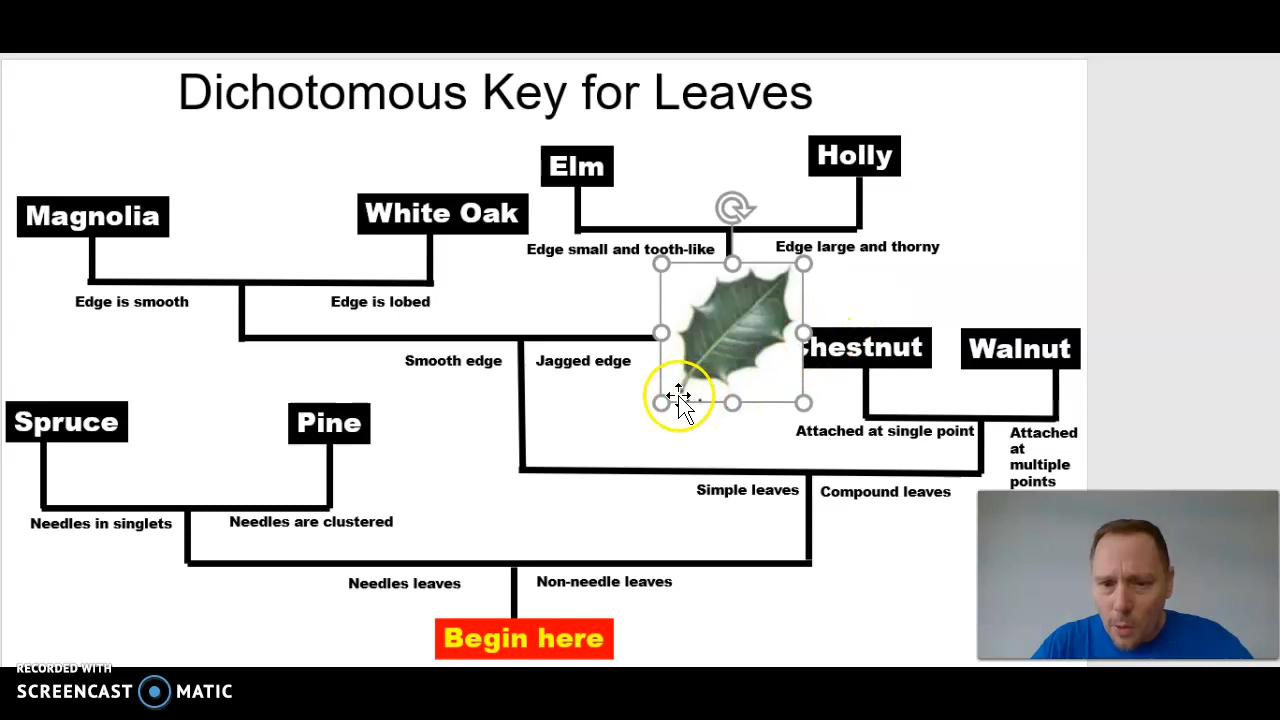 Dichotomous Key for Leaves
Elm
Holly
Magnolia
White Oak
Edge small and tooth-like
Edge large and thorny
Edge is smooth
Edge is lobed
Smooth edge
Jagged edge
Chestnut
Walnut
Spruce
Pine
Attached at single point
Attached
at
multiple
points
Simple leaves
Compound leaves
Needles in singlets
Needles are clustered
Needles leaves
Non-needle leaves
Begin here
RECORDED WITH
SCREENCAST MATIC